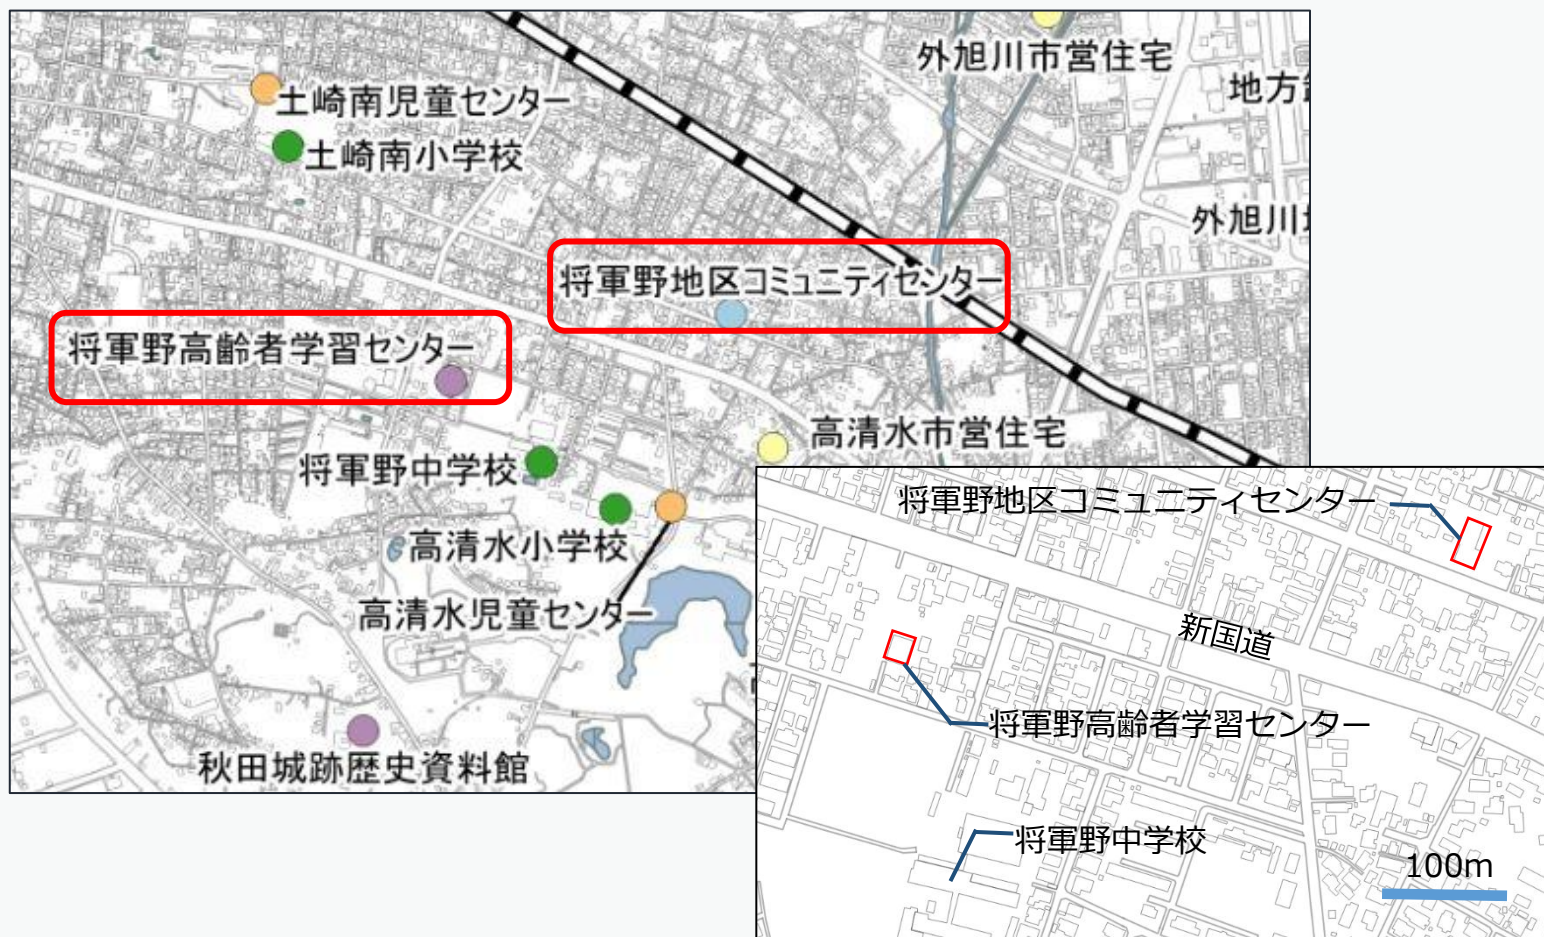 外旭川市営住宅
地方
土崎南児童センター
土崎南小学校
外旭川
将軍野地区コミュニティセンター
将軍野高齢者学習センター
高清水市営住宅
将軍野中学校
高清水小学校
高清水児童センター
秋田城跡歴史資料館
将軍野地区コミュニティセンター
新国道
将軍野高齢者学習センター
将軍野中学校
100m